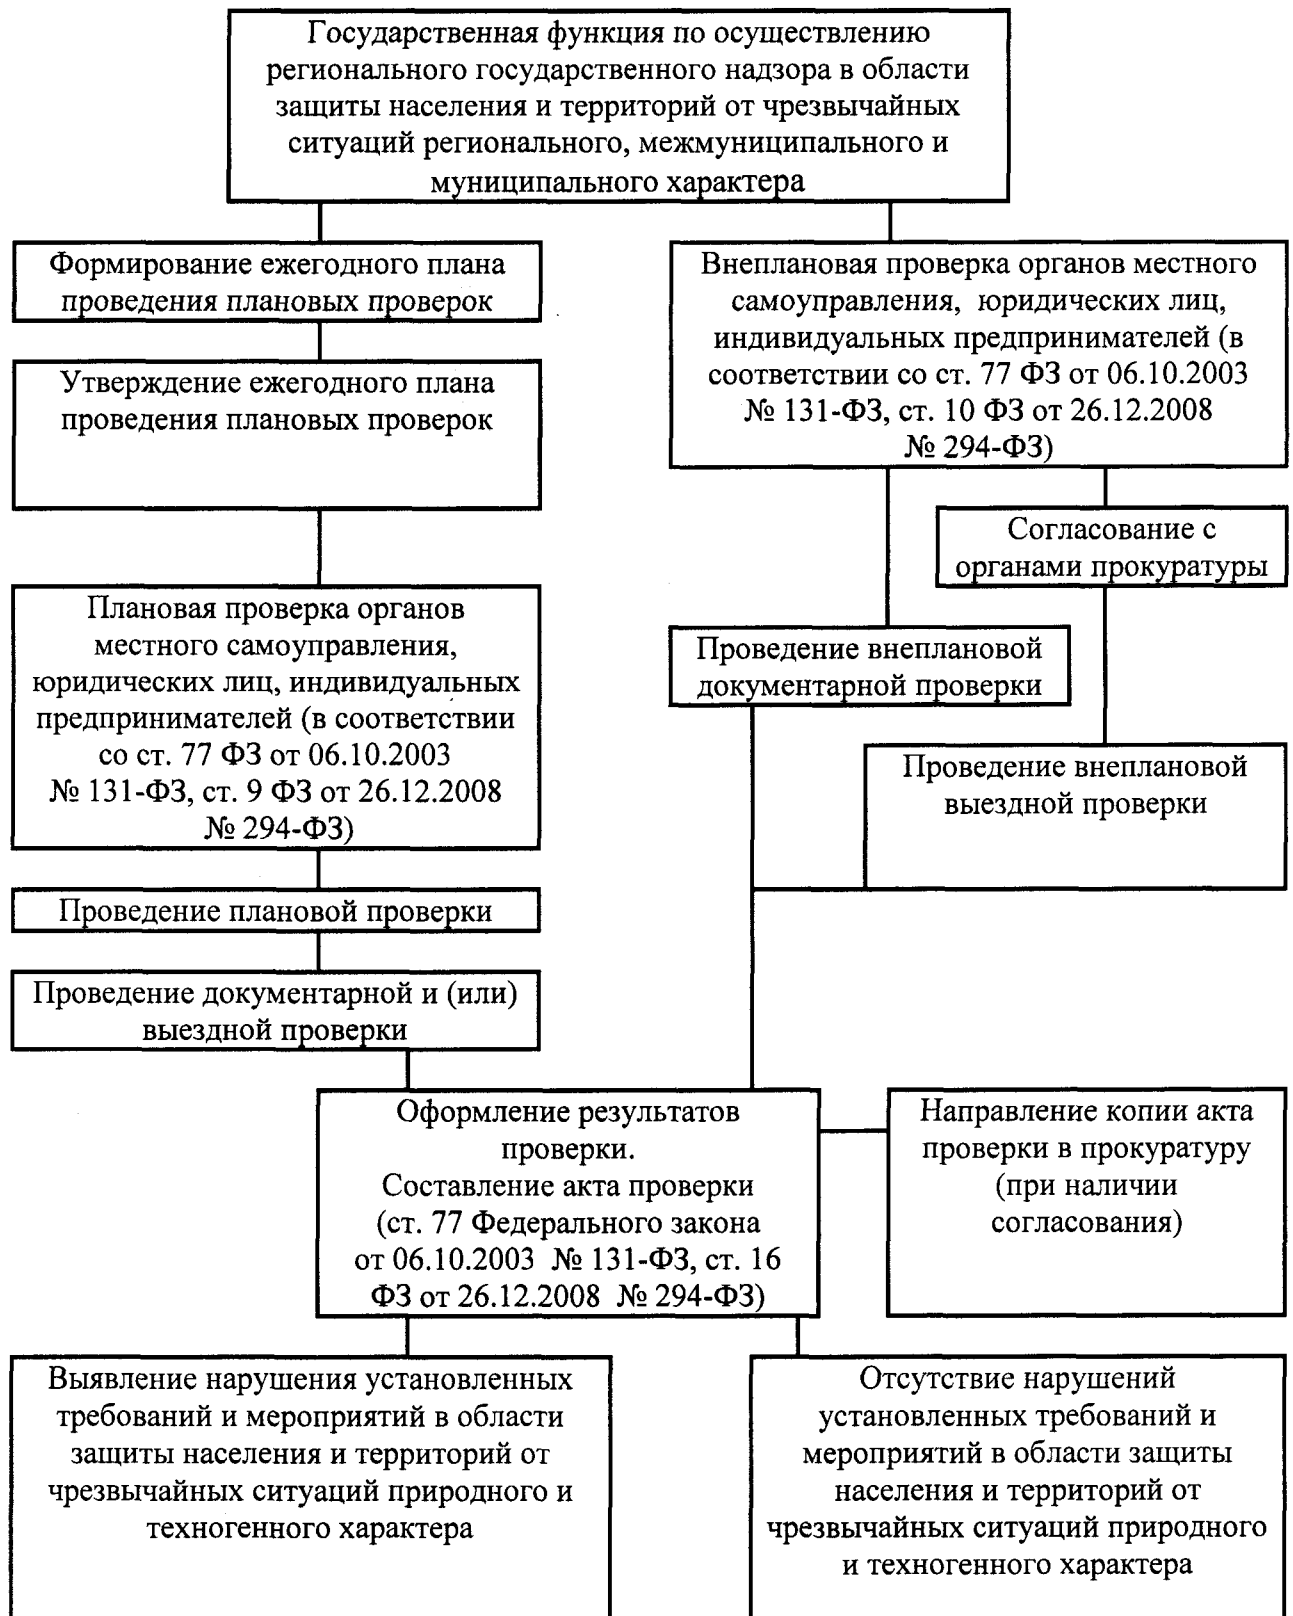 Государственная функция по осуществлению
регионального государственного надзора в области
защиты населения и территорий от чрезвычайных
ситуаций регионального, межмуниципального и
муниципального характера
Формирование ежегодного плана
проведения плановых проверок
Утверждение ежегодного плана
проведения плановых проверок
Плановая проверка органов
местного самоуправления,
юридических лиц, индивидуальных
предпринимателей (в соответствии
со ст. 77 ФЗ от 06.10.2003
№ 131-ФЗ, ст. 9 ФЗ от 26.12.2008
№ 294-ФЗ)
Проведение плановой проверки
Проведение документарной и (или)
выездной проверки
Внеплановая проверка органов местного
самоуправления, юридических лиц,
индивидуальных предпринимателей (в
соответствии со ст. 77 ФЗ от 06.10.2003
№ 131-ФЗ, ст. 10 ФЗ от 26.12.2008
№ 294-ФЗ)
Согласование с
органами прокуратуры
Проведение внеплановой
документарной проверки
Проведение внеплановой
выездной проверки
Оформление результатов
проверки.
Составление акта проверки
(ст. 77 Федерального закона
от 06.10.2003 № 131-ФЗ, ст. 16
ФЗ от 26.12.2008 № 294-ФЗ)
Направление копии акта
проверки в прокуратуру
(при наличии
согласования)
Выявление нарушения установленных
требований и мероприятий в области
защиты населения и территорий от
чрезвычайных ситуаций природного и
техногенного характера
Отсутствие нарушений
установленных требований и
мероприятий в области защиты
населения и территорий от
чрезвычайных ситуаций природного
и техногенного характера